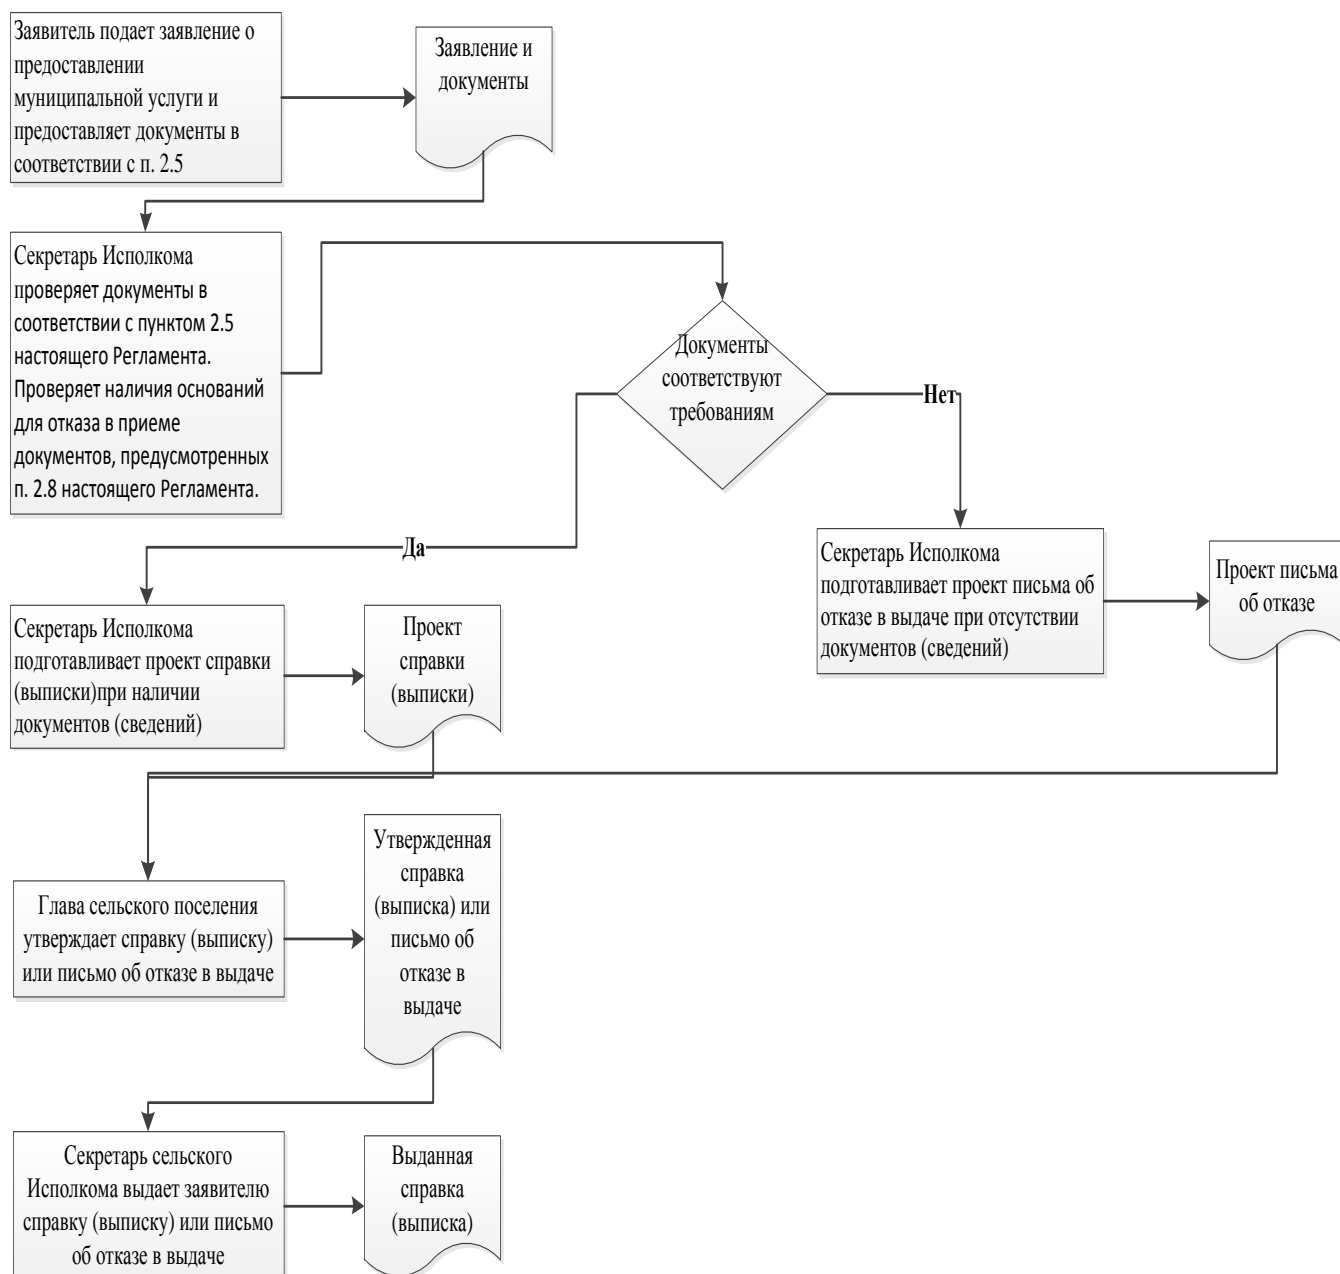 Заявитель подает заявление о
предоставлении
муниципальной услуги и
предоставляет документы в
соответствии с п. 2.5
Заявление и
документы
Секретарь Исполкома
проверяет документы в
соответствии с пунктом 2.5
настоящего Регламента.
Проверяет наличия оснований
для отказа в приеме
документов, предусмотренных
п. 2.8 настоящего Регламента.
Документы
соответствуют
требованиям
Нет
Да
Секретарь Исполкома
подготавливает проект письма об
отказе в выдаче при отсутствии
документов (сведений)
Проект письма
об отказе
Секретарь Исполкома
подготавливает проект справки
(выписки)при наличии
документов (сведений)
Проект
справки
(выписки)
Глава сельского поселения
утверждает справку (выписку)
или письмо об отказе в выдаче
Утвержденная
справка
(выписка) или
письмо об
отказе в
выдаче
Секретарь сельского
Исполкома выдает заявителю
справку (выписку) или письмо
об отказе в выдаче
Выданная
справка
(выписка)